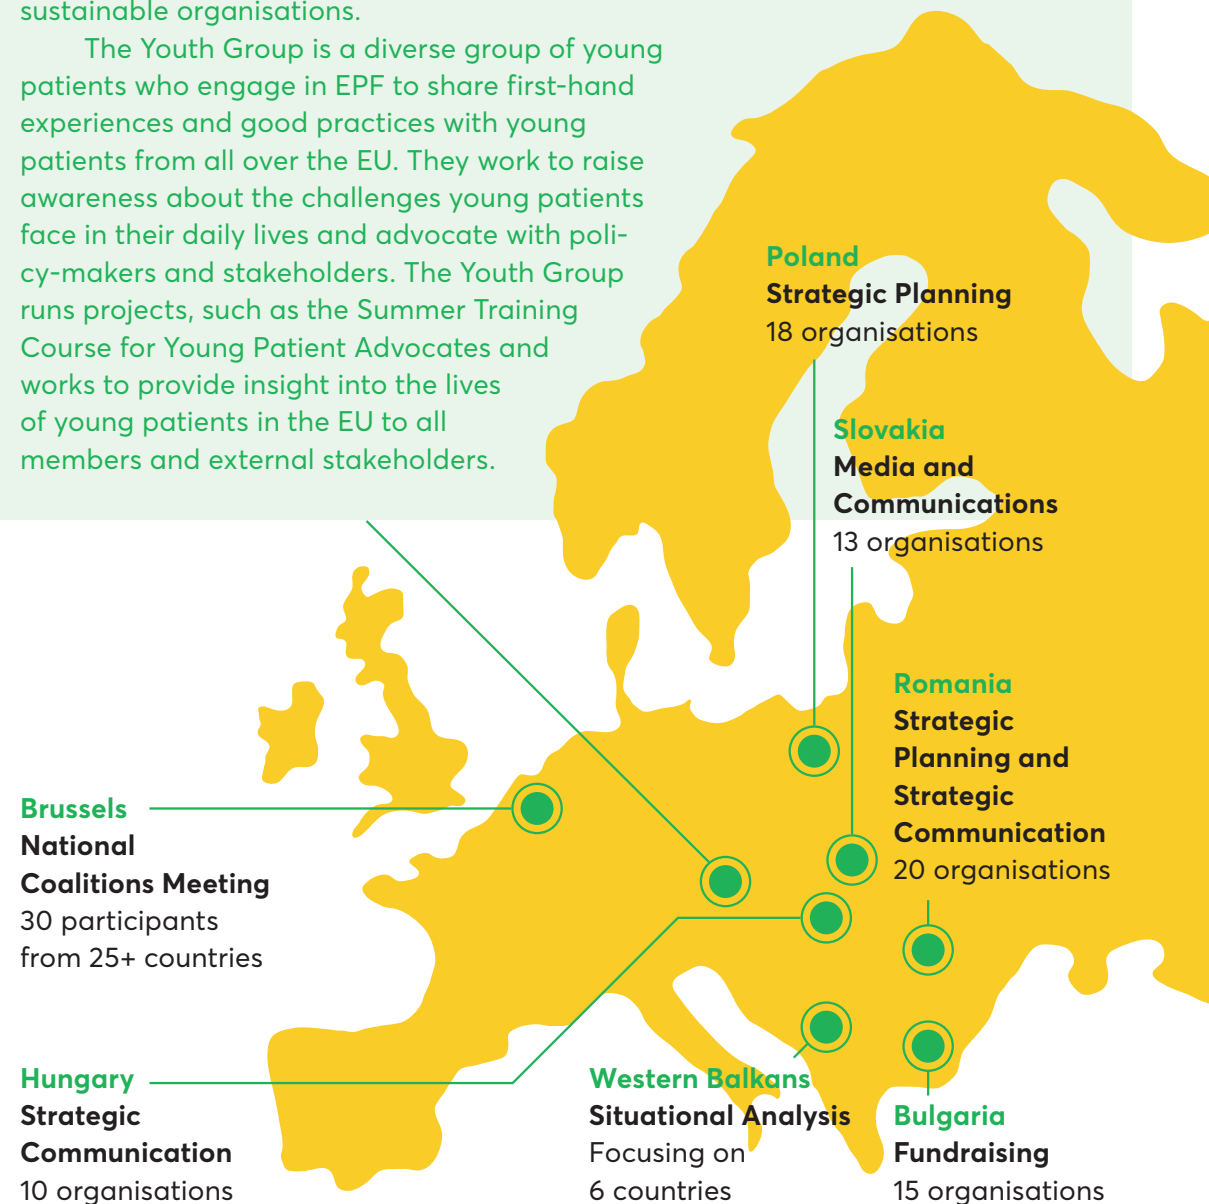 sustainable organisations.
The Youth Group is a diverse group of young
patients who engage in EPF to share first-hand
experiences and good practices with young
patients from all over the EU. They work to raise
awareness about the challenges young patients
face in their daily lives and advocate with poli-
cy-makers and stakeholders. The Youth Group
runs projects, such as the Summer Training
Course for Young Patient Advocates and
works to provide insight into the lives
of young patients in the EU to all
members and external stakeholders.
Poland
Strategic Planning
18 organisations
Slovakia
Media and
Communications
13 organisations
Romania
Strategic
Planning and
Strategic
Communication
20 organisations
Brussels
National
Coalitions Meeting
30 participants
from 25+ countries
Hungary
Strategic
Communication
10 organisations
Western Balkans
Situational Analysis
Focusing on
6 countries
Bulgaria
Fundraising
15 organisations